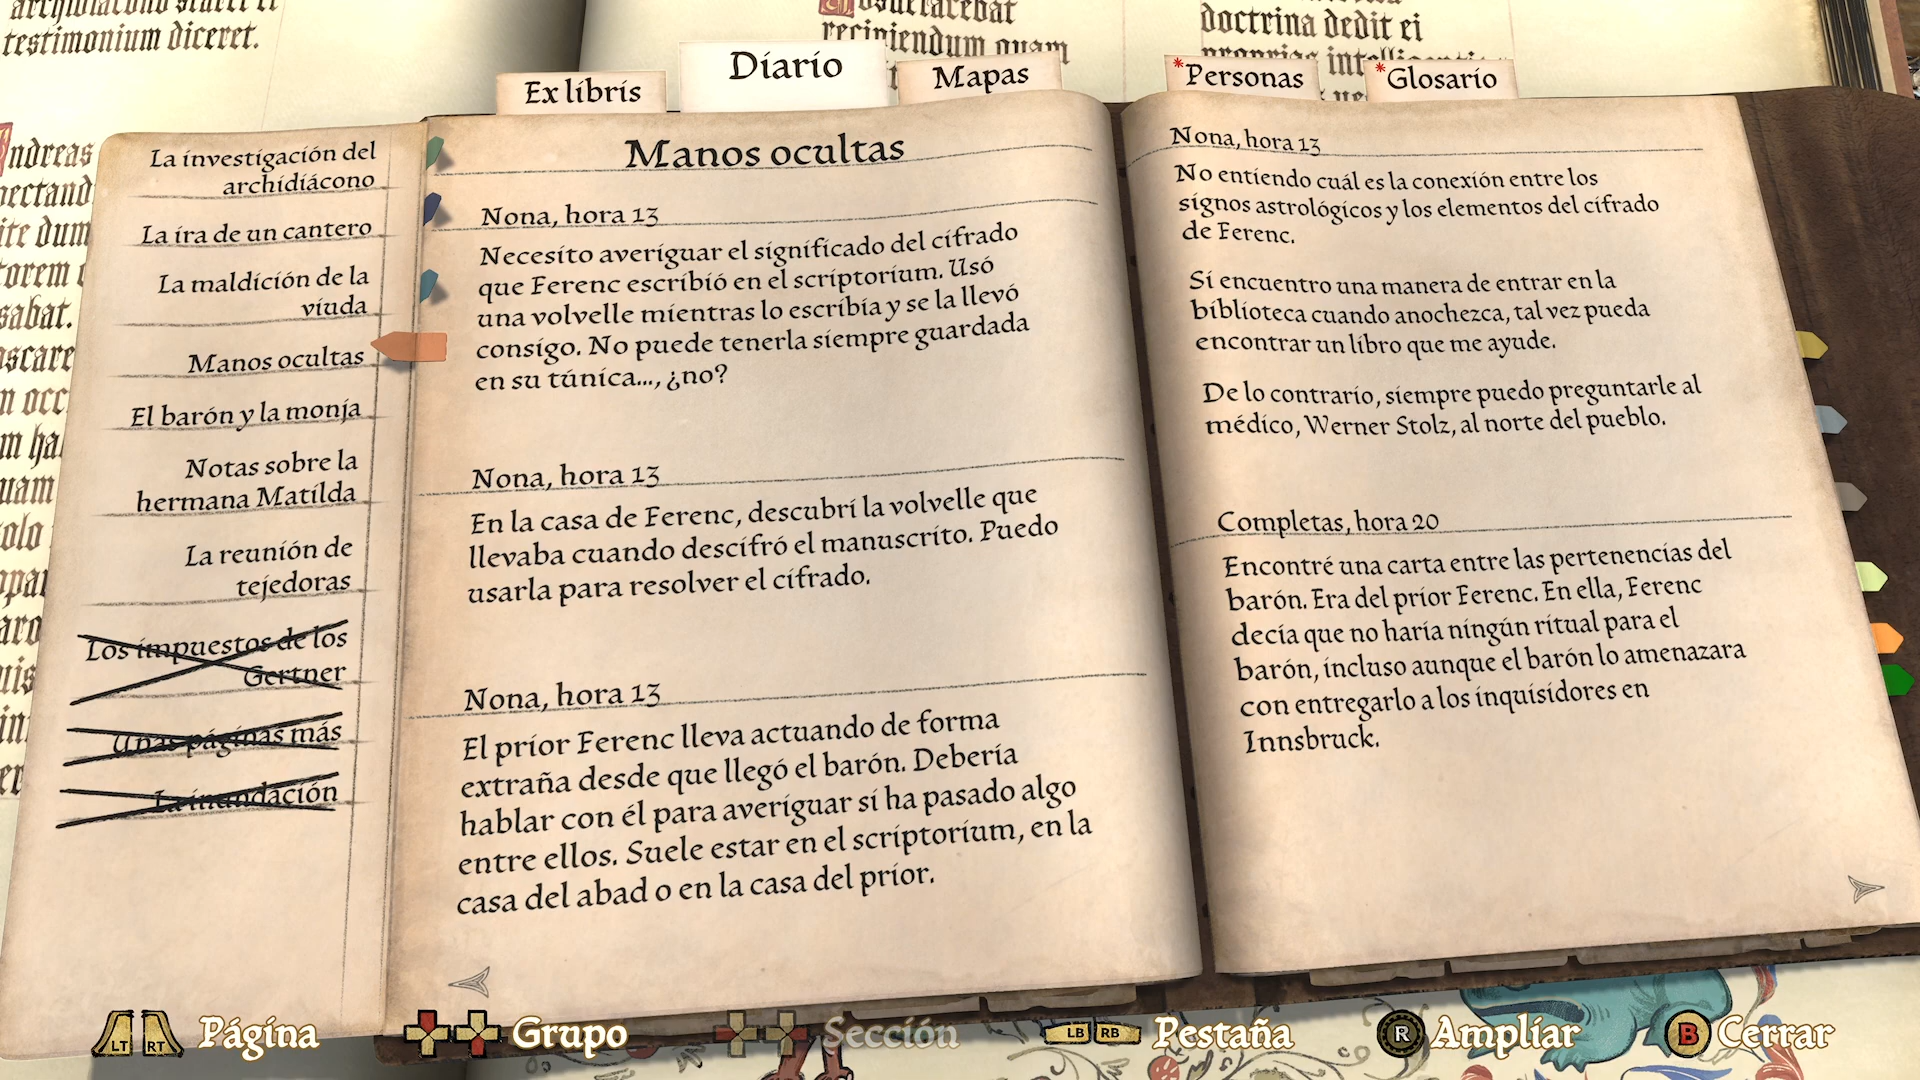 archidiacono
testimonium diceret.
recipiendum quam
doctrina dedit ei
Ex libris
Diario
Mapas
*Personas
*Glosario
La investigación del
archidiácono
La ira de un cantero
La maldición de la
viuda
Manos ocultas
El barón y la monja
Notas sobre la
hermana Matilda
La reunión de
tejedoras
Los impuestos de los
Gertner
Unas páginas más
La inundación
Manos ocultas
Nona, hora 13
Necesito averiguar el significado del cifrado
que Ferenc escribió en el scriptorium. Usó
una volvelle mientras lo escribía y se la llevó
consigo. No puede tenerla siempre guardada
en su túnica..., ¿no?
Nona, hora 13
En la casa de Ferenc, descubrí la volvelle que
llevaba cuando descifró el manuscrito. Puedo
usarla para resolver el cifrado.
Nona, hora 13
El prior Ferenc lleva actuando de forma
extraña desde que llegó el barón. Debería
hablar con él para averiguar si ha pasado algo
entre ellos. Suele estar en el scriptorium, en la
casa del abad o en la casa del prior.
Nona, hora 13
No entiendo cuál es la conexión entre los
signos astrológicos y los elementos del cifrado
de Ferenc.
Si encuentro una manera de entrar en la
biblioteca cuando anochezca, tal vez pueda
encontrar un libro que me ayude.
De lo contrario, siempre puedo preguntarle al
médico, Werner Stolz, al norte del pueblo.
Completas, hora 20
Encontré una carta entre las pertenencias del
barón. Era del prior Ferenc. En ella, Ferenc
decía que no haría ningún ritual para el
barón, incluso aunque el barón lo amenazara
con entregarlo a los inquisidores en
Innsbruck.
LT RT Página
Grupo
Sección
LB RB Pestaña
R Ampliar
B Cerrar